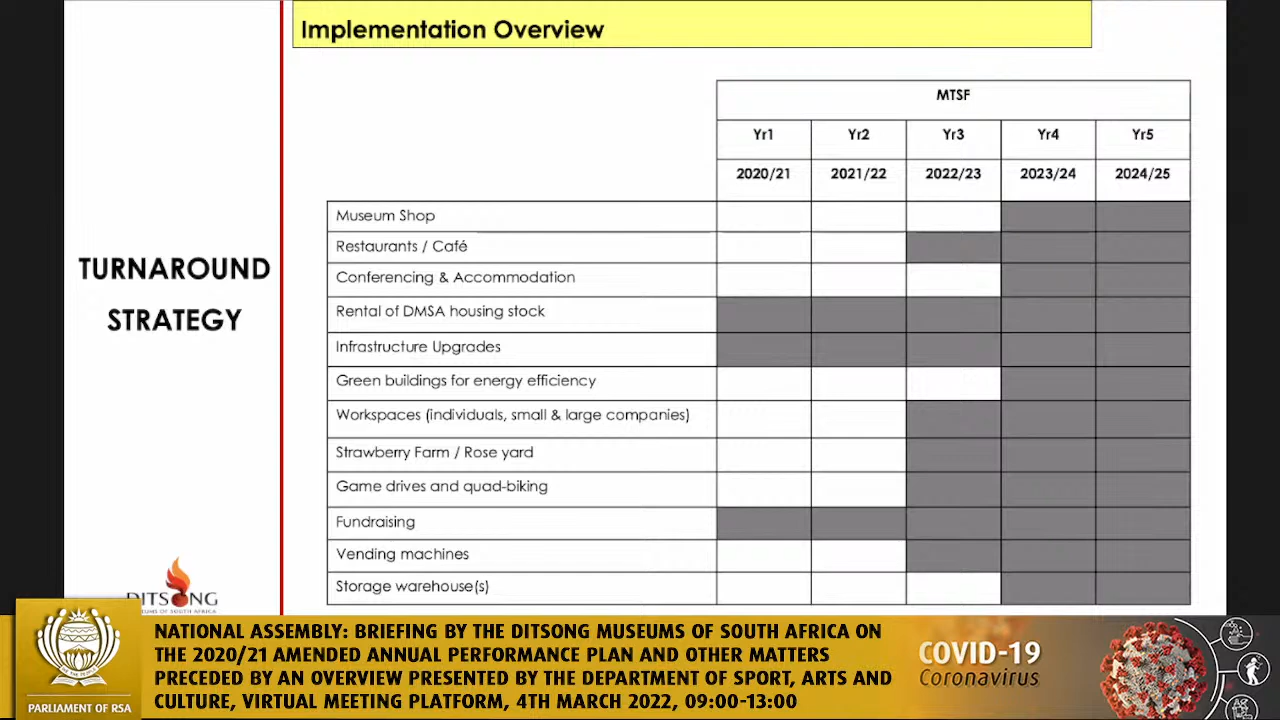 Implementation Overview
MTSF
Yr1 Yr2 Yr3 Yr4 Yr5
2020/21 2021/22 2022/23 2023/24 2024/25
TURNAROUND
STRATEGY
Museum Shop
Restaurants / Café
Conferencing & Accommodation
Rental of DMSA housing stock
Infrastructure Upgrades
Green buildings for energy efficiency
Workspaces (individuals, small & large companies)
Strawberry Farm / Rose yard
Game drives and quad-biking
Fundraising
Vending machines
Storage warehouse(s)
DITSONG
OF SOUTH AFRICA
PARLIAMENT OF RSA
NATIONAL ASSEMBLY: BRIEFING BY THE DITSONG MUSEUMS OF SOUTH AFRICA ON
THE 2020/21 AMENDED ANNUAL PERFORMANCE PLAN AND OTHER MATTERS
PRECEDED BY AN OVERVIEW PRESENTED BY THE DEPARTMENT OF SPORT, ARTS AND
CULTURE, VIRTUAL MEETING PLATFORM, 4TH MARCH 2022, 09:00-13:00
COVID-19
Coronavirus